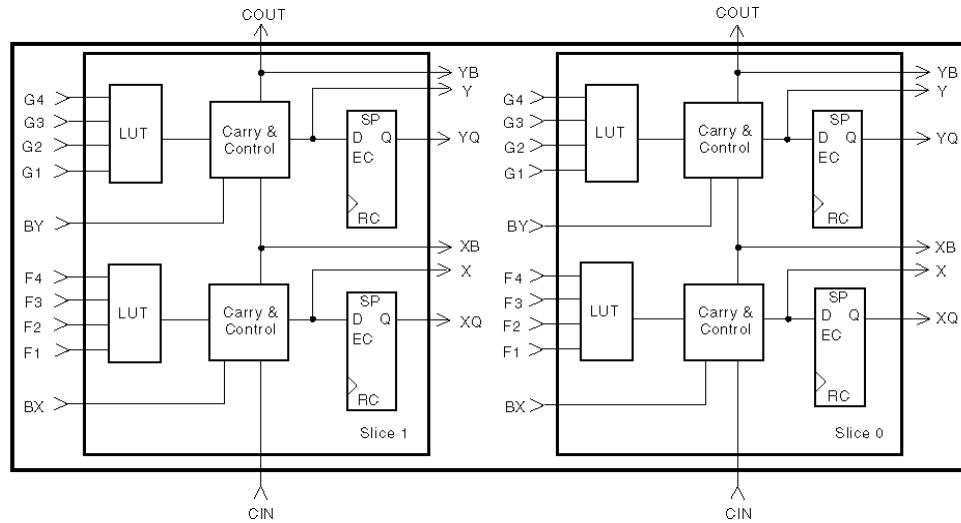 COUT
YB
Y
G4
G3
G2
G1
LUT
Carry & Control
SP
D Q
EC
RC
YQ
BY
XB
X
F4
F3
F2
F1
LUT
Carry & Control
SP
D Q
EC
RC
XQ
BX
Slice 1
CIN
COUT
YB
Y
G4
G3
G2
G1
LUT
Carry & Control
SP
D Q
EC
RC
YQ
BY
XB
X
F4
F3
F2
F1
LUT
Carry & Control
SP
D Q
EC
RC
XQ
BX
Slice 0
CIN